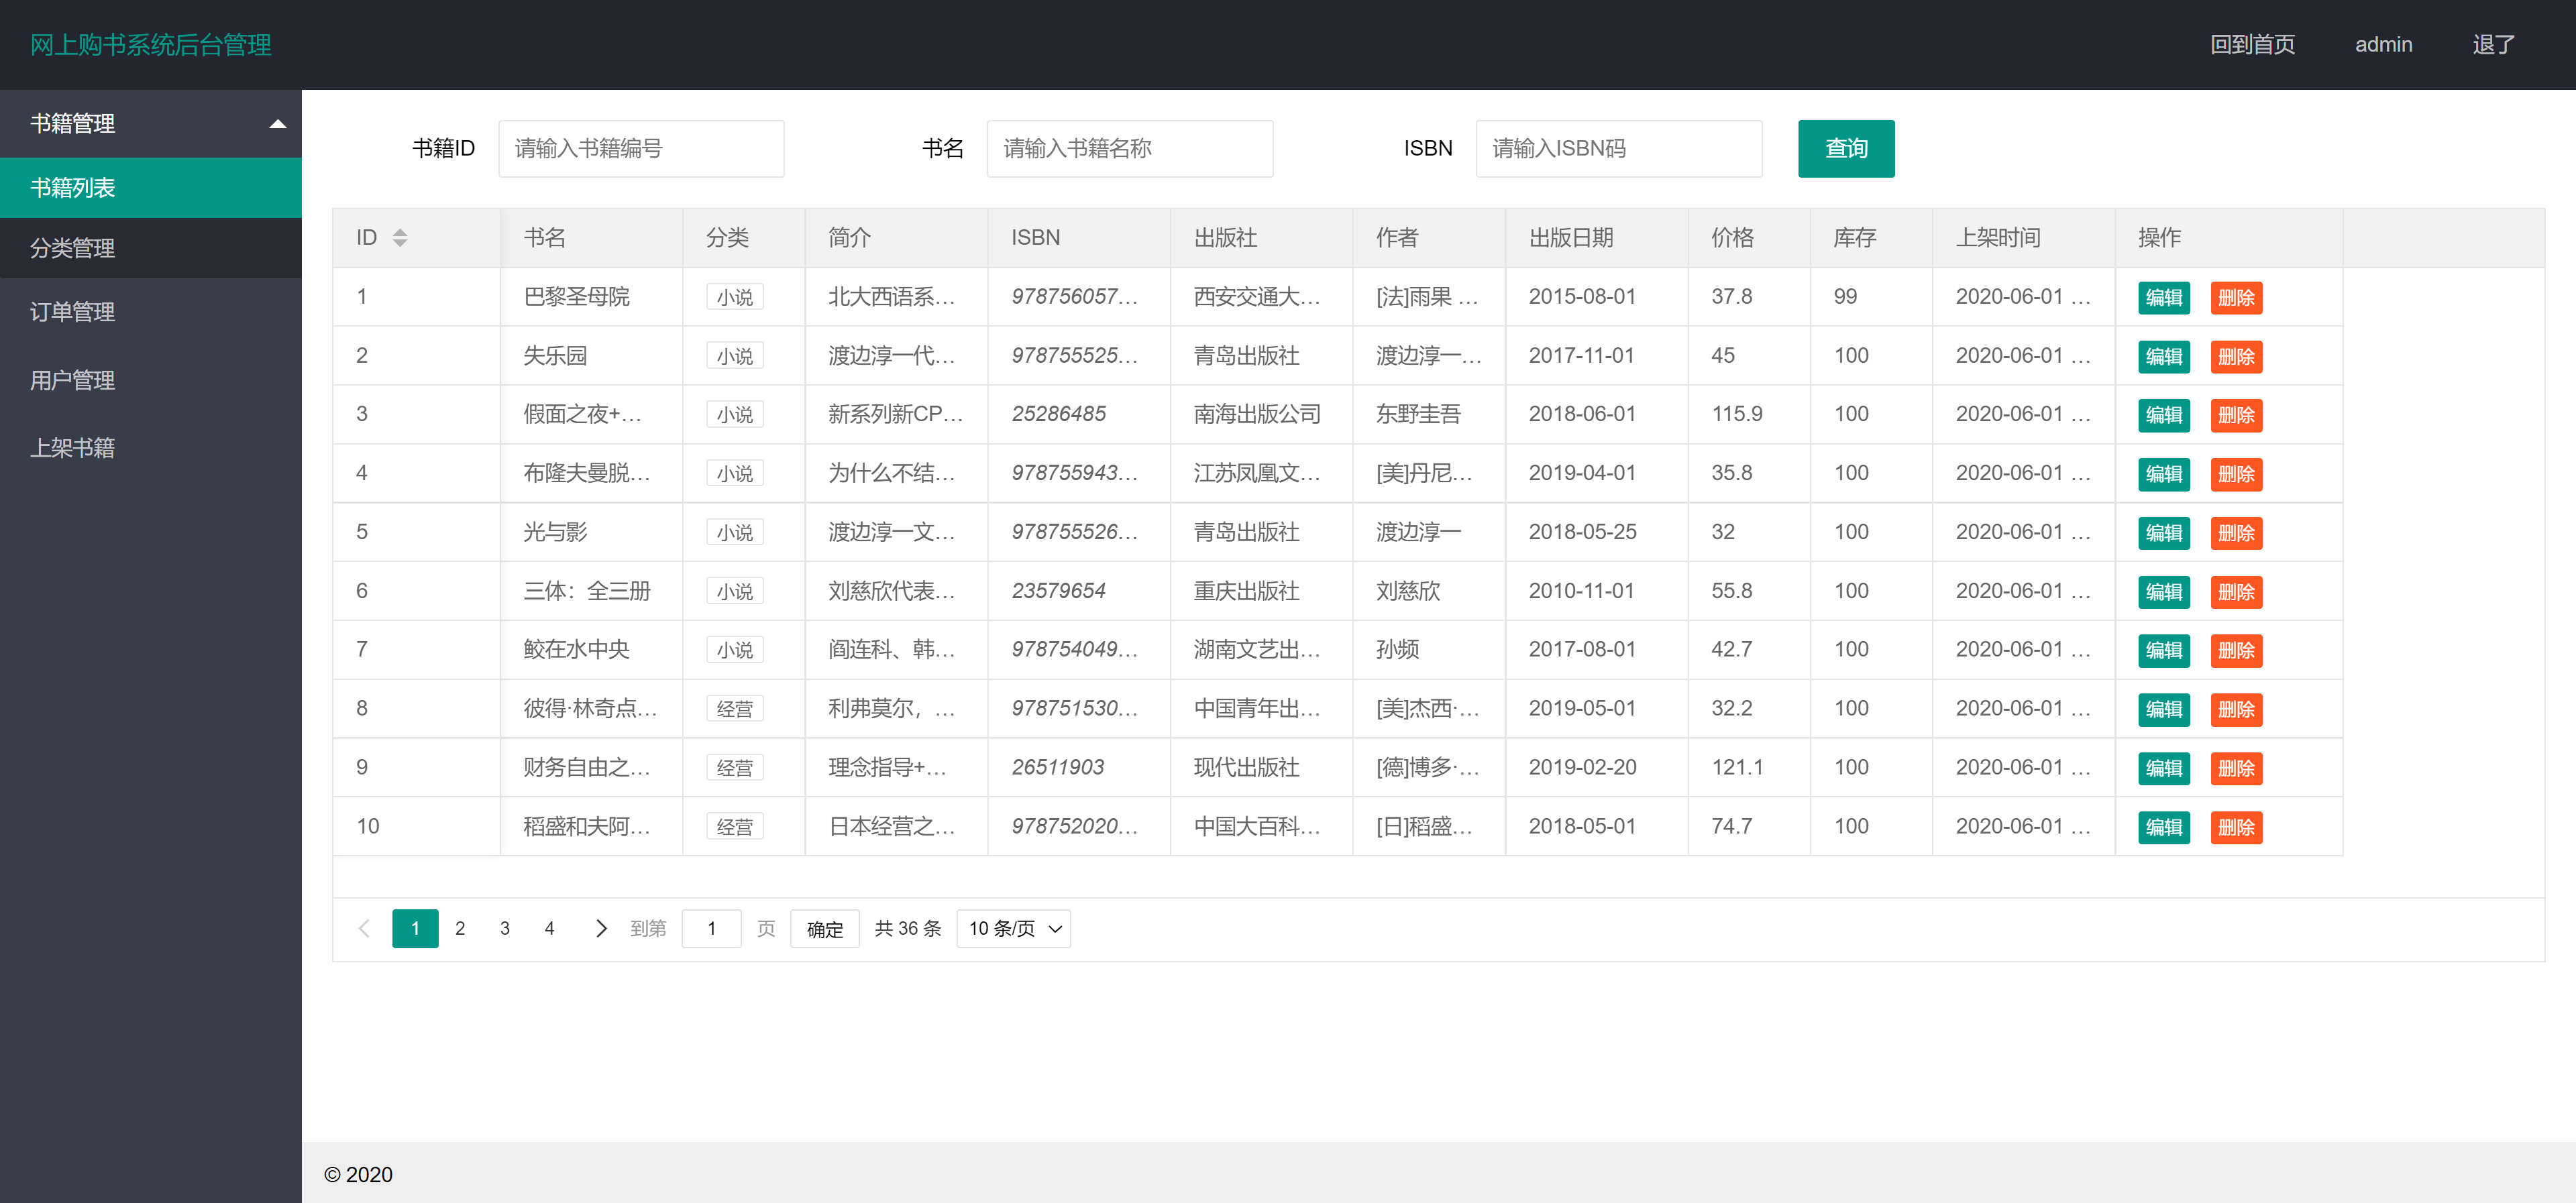 网上购书系统后台管理 回到首页 admin 退了
书籍管理
书籍列表
分类管理
订单管理
用户管理
上架书籍
书籍ID 请输入书籍编号 书名 请输入书籍名称 ISBN 请输入ISBN码 查询
ID 书名 分类 简介 ISBN 出版社 作者 出版日期 价格 库存 上架时间 操作
1 巴黎圣母院 小说 北大西语系… 978756057… 西安交通大… [法]雨果 … 2015-08-01 37.8 99 2020-06-01 … 编辑 删除
2 失乐园 小说 渡边淳一代… 978755525… 青岛出版社 渡边淳一… 2017-11-01 45 100 2020-06-01 … 编辑 删除
3 假面之夜+… 小说 新系列新CP… 25286485 南海出版公司 东野圭吾 2018-06-01 115.9 100 2020-06-01 … 编辑 删除
4 布隆夫曼脱… 小说 为什么不结… 978755943… 江苏凤凰文… [美]丹尼… 2019-04-01 35.8 100 2020-06-01 … 编辑 删除
5 光与影 小说 渡边淳一文… 978755526… 青岛出版社 渡边淳一 2018-05-25 32 100 2020-06-01 … 编辑 删除
6 三体：全三册 小说 刘慈欣代表… 23579654 重庆出版社 刘慈欣 2010-11-01 55.8 100 2020-06-01 … 编辑 删除
7 鲛在水中央 小说 阎连科、韩… 978754049… 湖南文艺出… 孙频 2017-08-01 42.7 100 2020-06-01 … 编辑 删除
8 彼得·林奇点… 经营 利弗莫尔，… 978751530… 中国青年出… [美]杰西·… 2019-05-01 32.2 100 2020-06-01 … 编辑 删除
9 财务自由之… 经营 理念指导+… 26511903 现代出版社 [德]博多·… 2019-02-20 121.1 100 2020-06-01 … 编辑 删除
10 稻盛和夫阿… 经营 日本经营之… 978752020… 中国大百科… [日]稻盛… 2018-05-01 74.7 100 2020-06-01 … 编辑 删除
1 2 3 4 到第 1 页 确定 共 36 条 10 条/页
© 2020